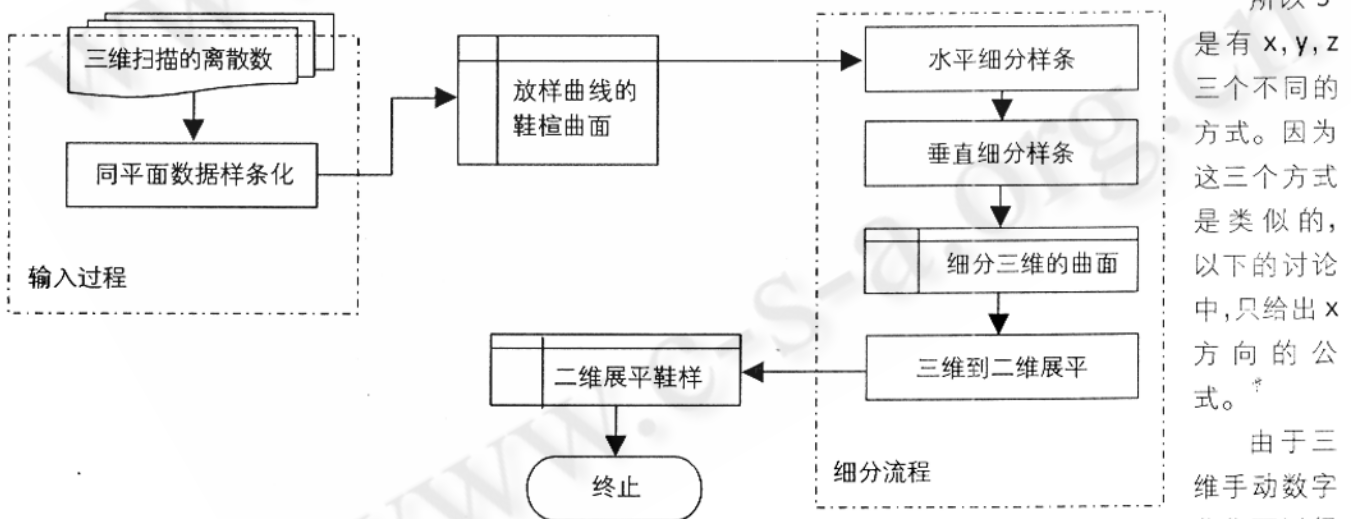 三维扫描的离散数
同平面数据样条化
输入过程
放样曲线的
鞋楦曲面
水平细分样条
垂直细分样条
细分三维的曲面
三维到二维展平
细分流程
二维展平鞋样
终止
是有 x, y, z
三个不同的
方式。因为
这三个方式
是类似的,
以下的讨论
中,只给出 x
方向的公
式。
由于三
维手动数字
www.c-s-a.org.cn